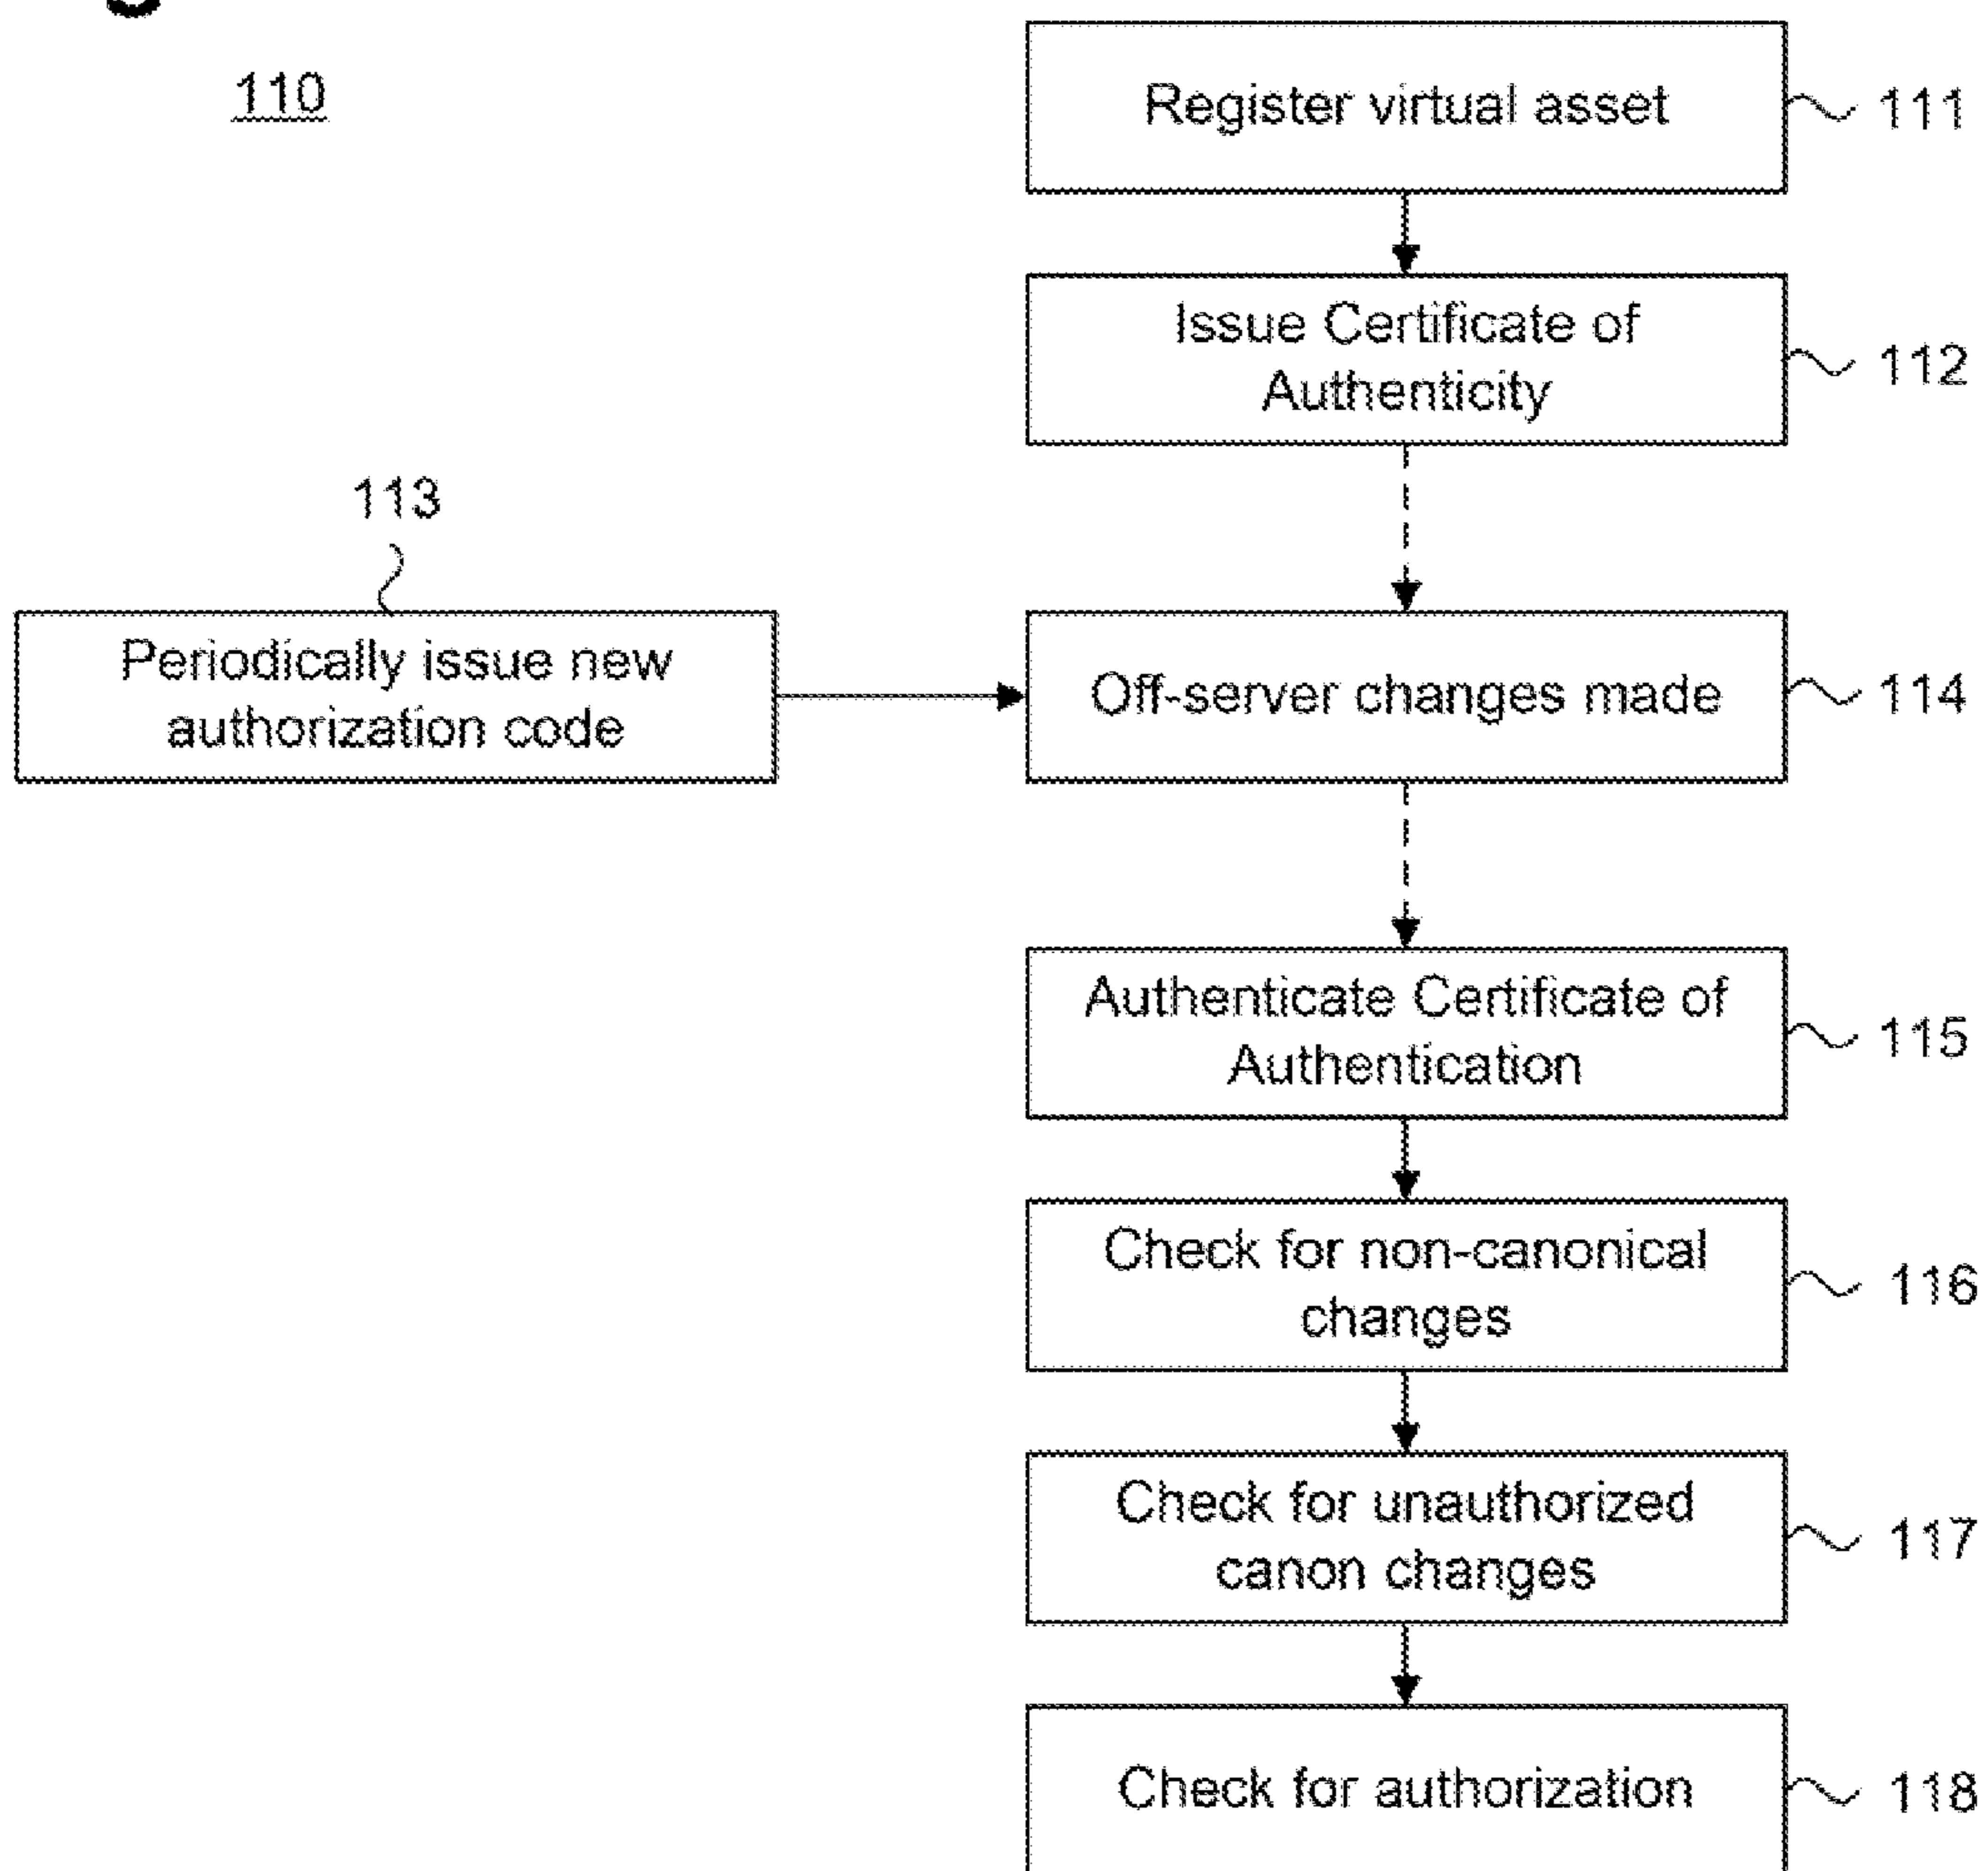 110
Register virtual asset
111
Issue Certificate of
Authenticity
112
113
Periodically issue new
authorization code
Off-server changes made
114
Authenticate Certificate of
Authentication
115
Check for non-canonical
changes
116
Check for unauthorized
canon changes
117
Check for authorization
118